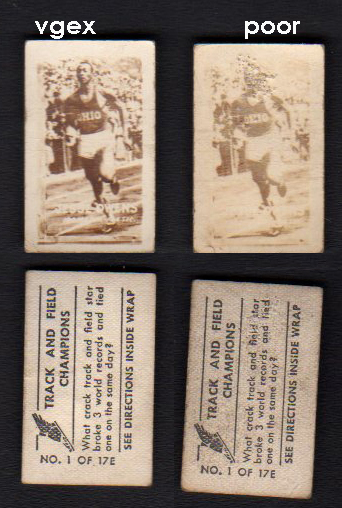 vgex
poor
OHIO
JESSE OWENS
OHIO
TRACK AND FIELD
CHAMPIONS
What crack track and field star
broke 3 world records and tied
one on the same day?
SEE DIRECTIONS INSIDE WRAP
NO. 1 OF 17E
TRACK AND FIELD
CHAMPIONS
What crack track and field star
broke 3 world records and tied
one on the same day?
SEE DIRECTIONS INSIDE WRAP
NO. 1 OF 17E